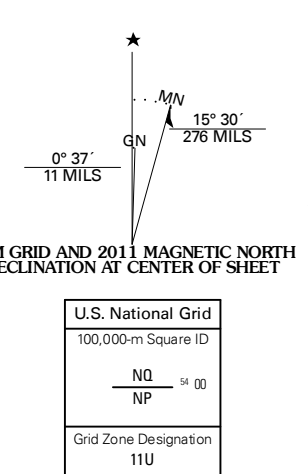 ★
MN
15° 30´
276 MILS
GN
0° 37´
11 MILS
M GRID AND 2011 MAGNETIC NORTH
ECLINATION AT CENTER OF SHEET
U.S. National Grid
100,000-m Square ID
NQ
54 00
NP
Grid Zone Designation
11U